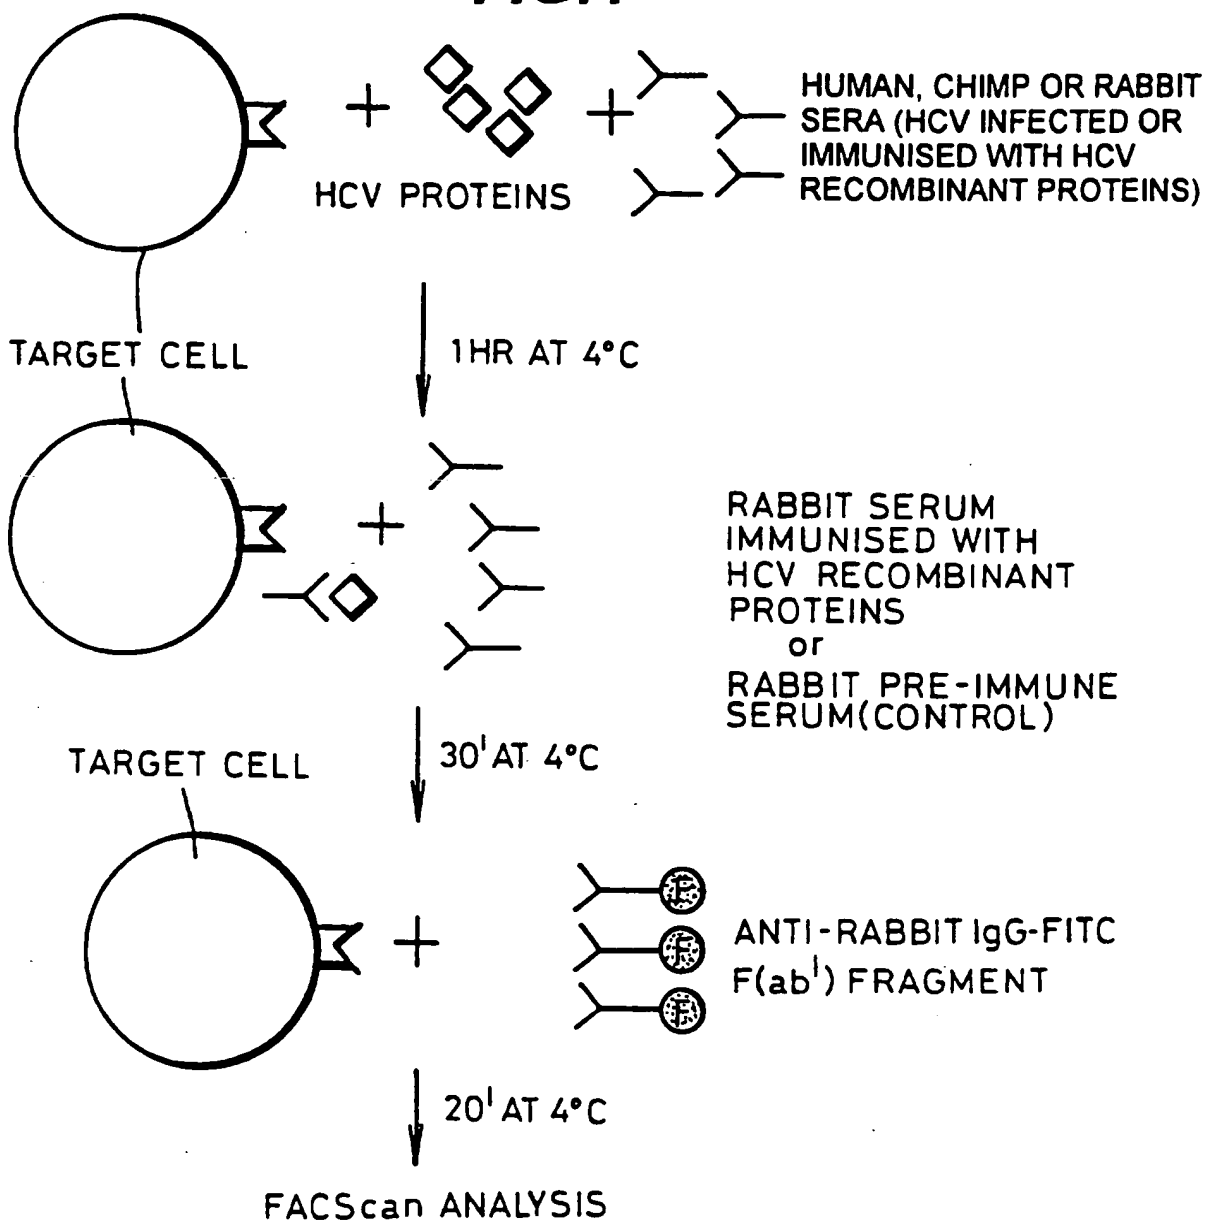 HUMAN, CHIMP OR RABBIT
SERA (HCV INFECTED OR
IMMUNISED WITH HCV
RECOMBINANT PROTEINS)
HCV PROTEINS
TARGET CELL
1HR AT 4°C
RABBIT SERUM
IMMUNISED WITH
HCV RECOMBINANT
PROTEINS
or
RABBIT PRE-IMMUNE
SERUM(CONTROL)
TARGET CELL
30' AT 4°C
F
F
F
ANTI-RABBIT IgG-FITC
F(ab') FRAGMENT
20' AT 4°C
FACScan ANALYSIS